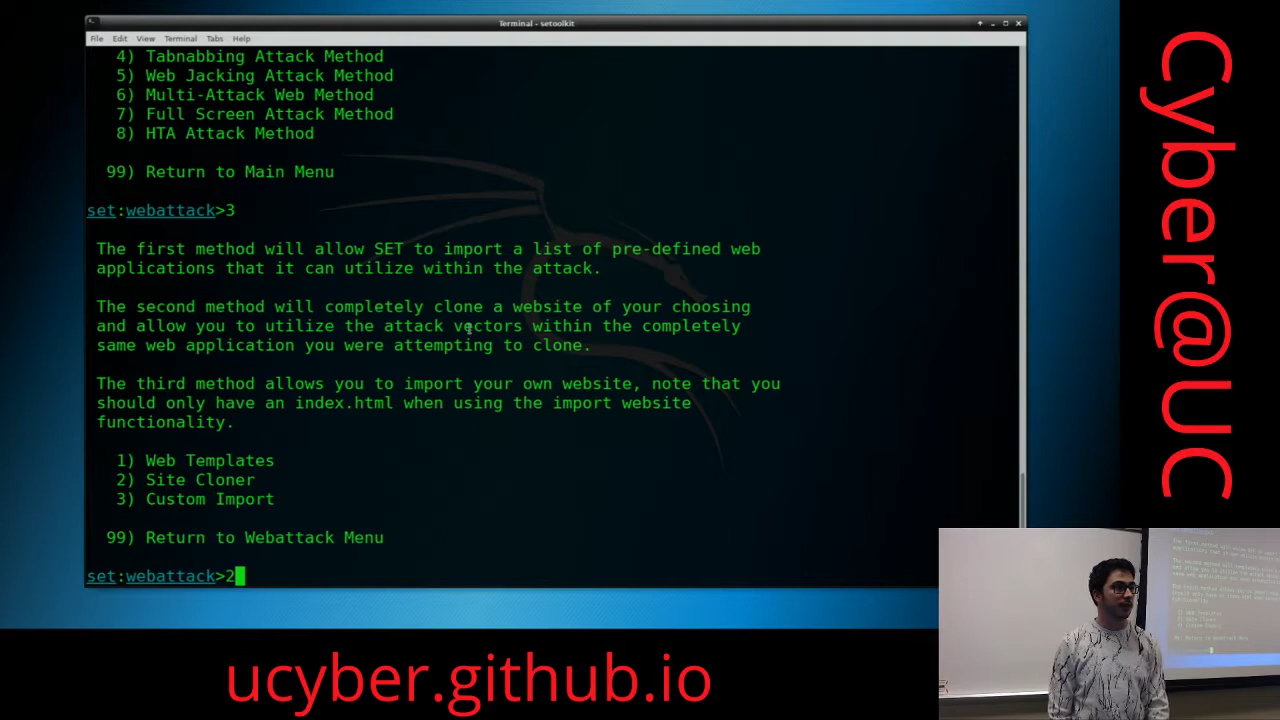 Terminal - setoolkit
File Edit View Terminal Tabs Help
4) Tabnabbing Attack Method
5) Web Jacking Attack Method
6) Multi-Attack Web Method
7) Full Screen Attack Method
8) HTA Attack Method
99) Return to Main Menu
set:webattack>3
The first method will allow SET to import a list of pre-defined web
applications that it can utilize within the attack.
The second method will completely clone a website of your choosing
and allow you to utilize the attack vectors within the completely
same web application you were attempting to clone.
The third method allows you to import your own website, note that you
should only have an index.html when using the import website
functionality.
1) Web Templates
2) Site Cloner
3) Custom Import
99) Return to Webattack Menu
set:webattack>2
Cyber@UC
ucyber.github.io